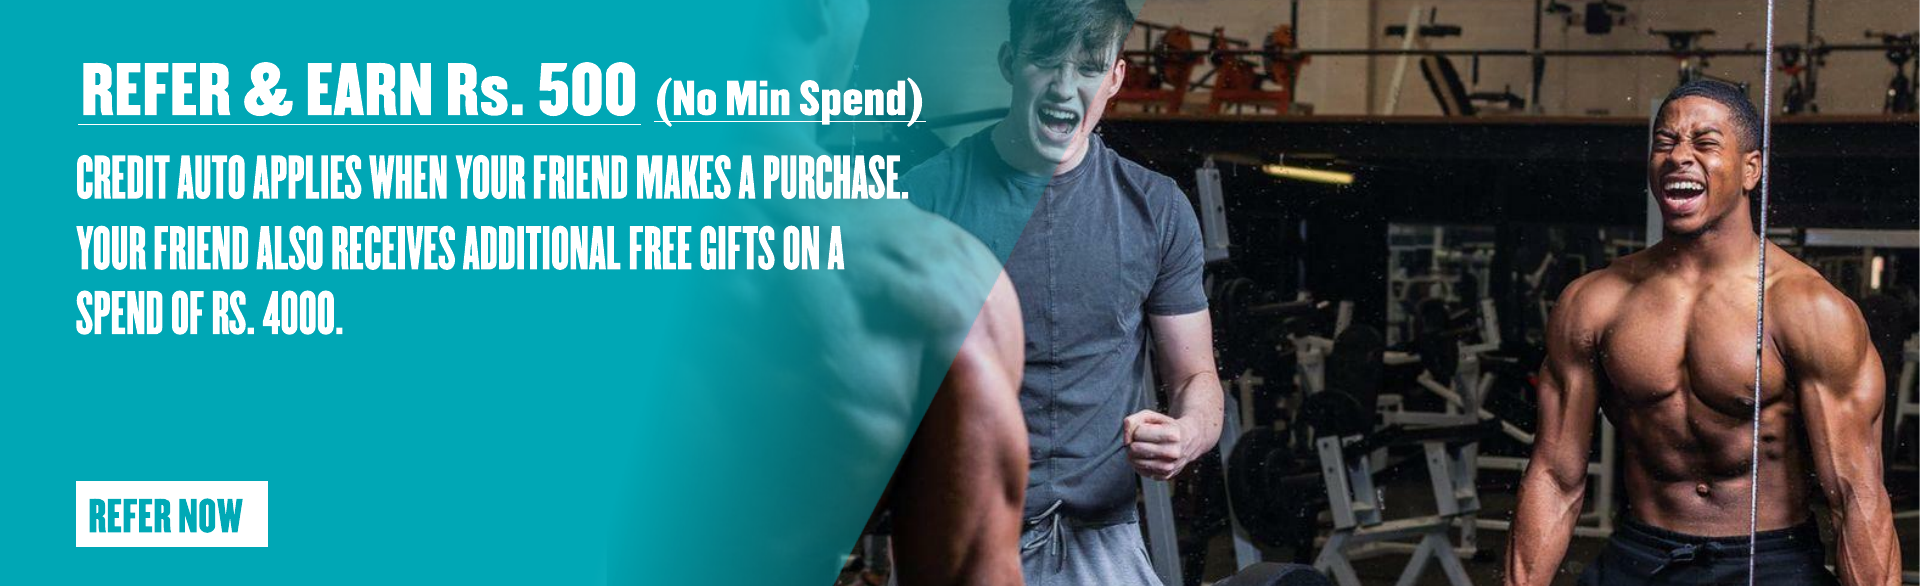 REFER & EARN Rs. 500 (No Min Spend)
CREDIT AUTO APPLIES WHEN YOUR FRIEND MAKES A PURCHASE.
YOUR FRIEND ALSO RECEIVES ADDITIONAL FREE GIFTS ON A
SPEND OF RS. 4000.
REFER NOW